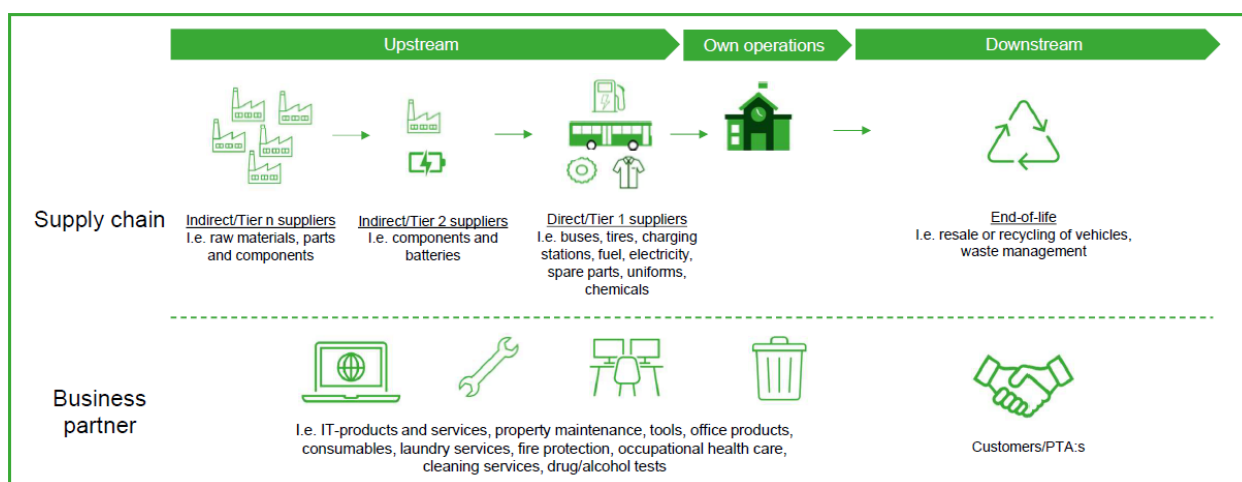 Upstream
Own operations
Downstream
Supply chain
Indirect/Tier n suppliers
I.e. raw materials, parts
and components
Indirect/Tier 2 suppliers
I.e. components and
batteries
Direct/Tier 1 suppliers
I.e. buses, tires, charging
stations, fuel, electricity,
spare parts, uniforms,
chemicals
End-of-life
I.e. resale or recycling of vehicles,
waste management
Business
partner
I.e. IT-products and services, property maintenance, tools, office products,
consumables, laundry services, fire protection, occupational health care,
cleaning services, drug/alcohol tests
Customers/PTA:s